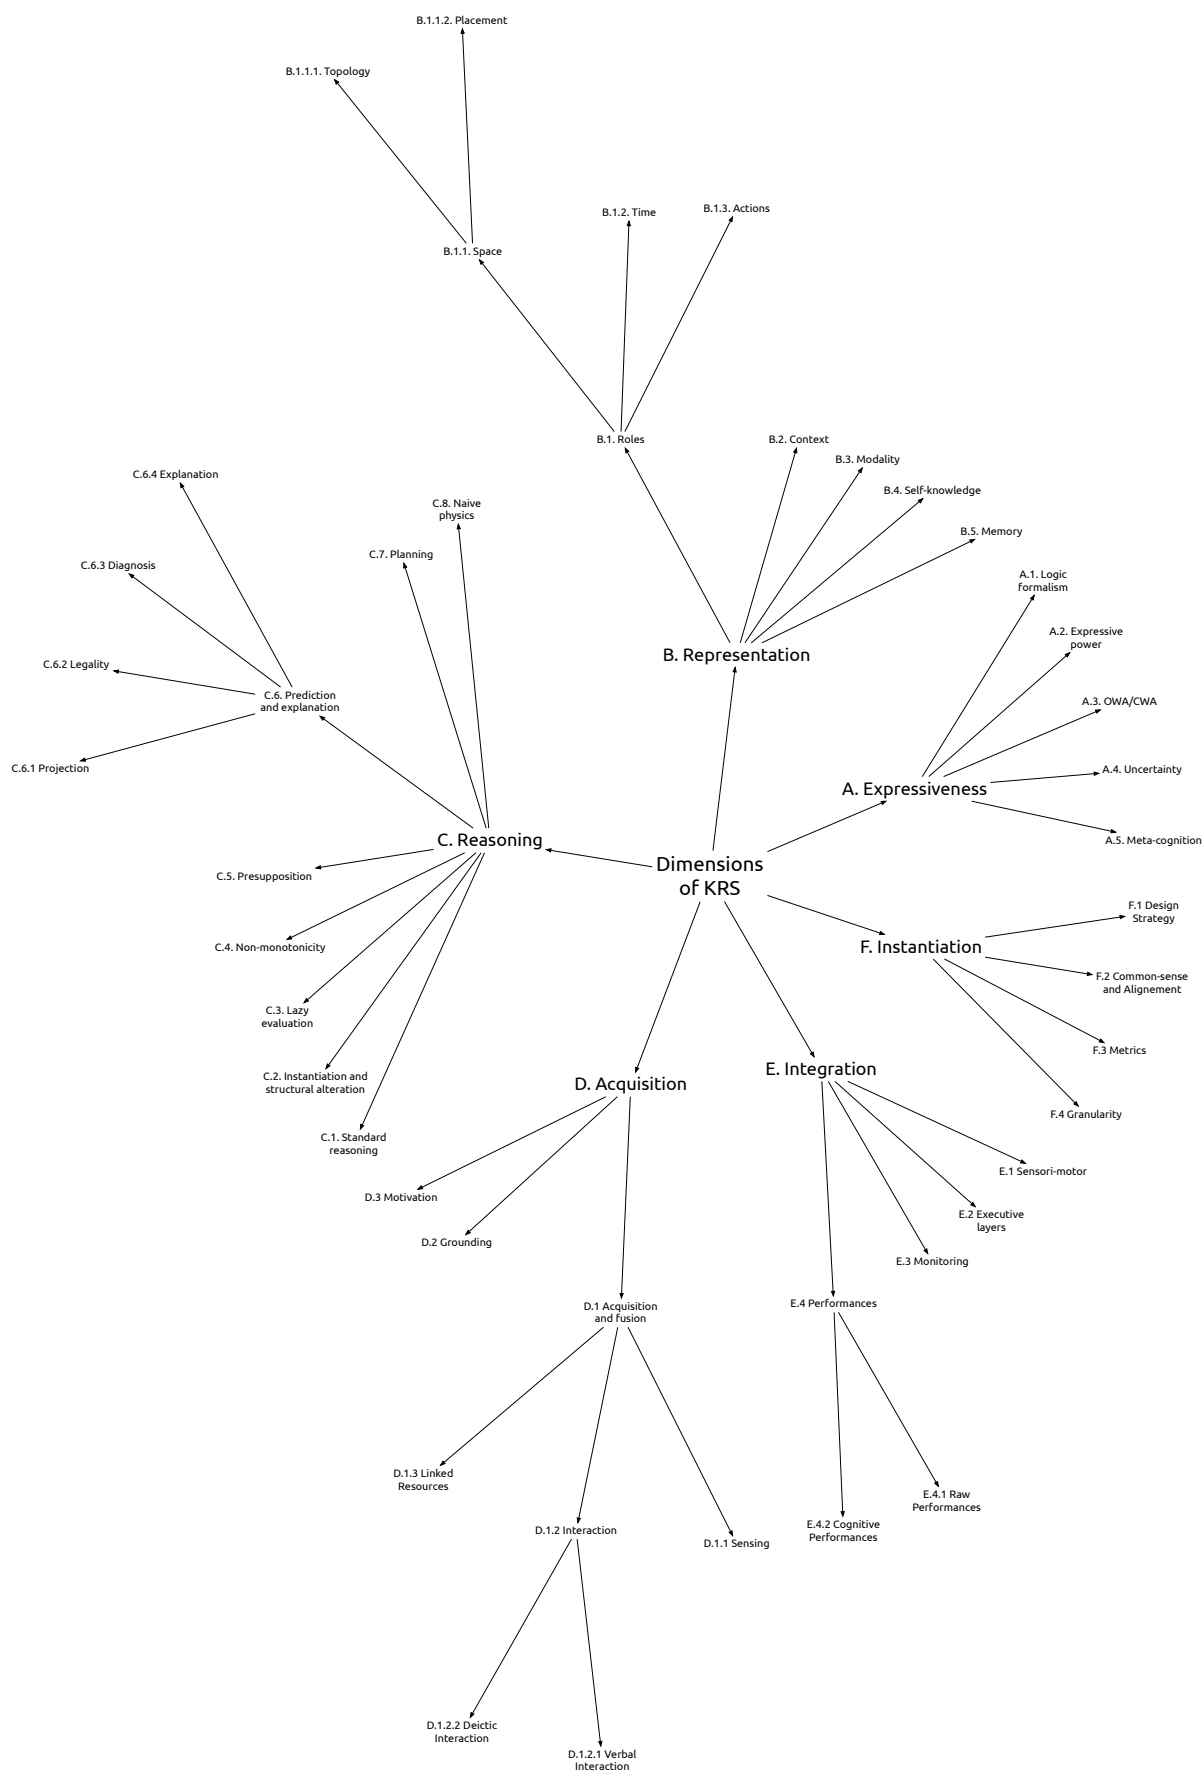 B.1.1.2. Placement
B.1.1.1. Topology
B.1.2. Time
B.1.3. Actions
B.1.1. Space
B.1. Roles
B.2. Context
B.3. Modality
B.4. Self-knowledge
B.5. Memory
C.6.4 Explanation
C.8. Naive
physics
C.7. Planning
C.6.3 Diagnosis
A.1. Logic
formalism
A.2. Expressive
power
B. Representation
C.6.2 Legality
C.6. Prediction
and explanation
A.3. OWA/CWA
C.6.1 Projection
A.4. Uncertainty
A. Expressiveness
C. Reasoning
A.5. Meta-cognition
Dimensions
of KRS
C.5. Presupposition
F.1 Design
Strategy
C.4. Non-monotonicity
F. Instantiation
F.2 Common-sense
and Alignement
C.3. Lazy
evaluation
F.3 Metrics
C.2. Instantiation and
structural alteration
D. Acquisition
E. Integration
F.4 Granularity
C.1. Standard
reasoning
E.1 Sensori-motor
D.3 Motivation
E.2 Executive
layers
D.2 Grounding
E.3 Monitoring
D.1 Acquisition
and fusion
E.4 Performances
D.1.3 Linked
Resources
E.4.1 Raw
Performances
D.1.2 Interaction
E.4.2 Cognitive
Performances
D.1.1 Sensing
D.1.2.2 Deictic
Interaction
D.1.2.1 Verbal
Interaction